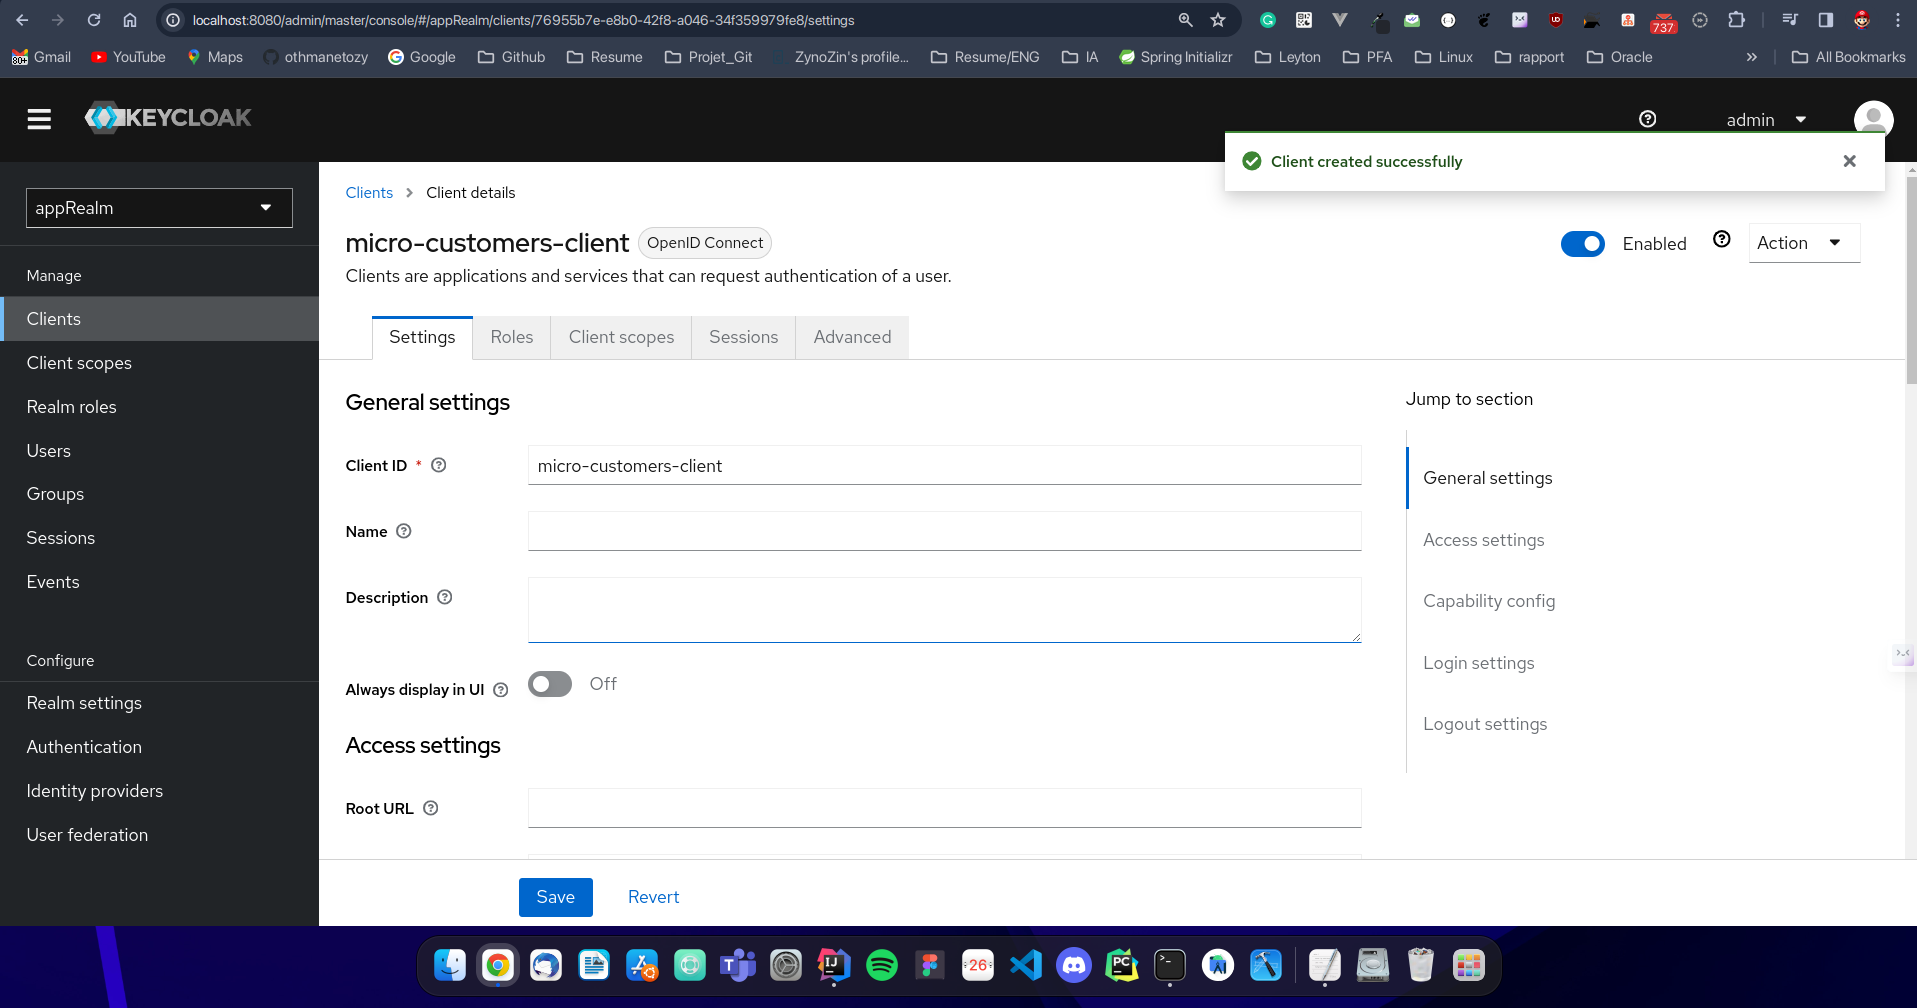 localhost:8080/admin/master/console/#/appRealm/clients/76955b7e-e8b0-42f8-a046-34f359979fe8/settings
737
80+ Gmail YouTube Maps othmanetozy Google Github Resume Projet_Git ZynoZin's profile... Resume/ENG IA Spring Initializr Leyton PFA Linux rapport Oracle » All Bookmarks
KEYCLOAK
admin
Client created successfully
appRealm
Manage
Clients
Client scopes
Realm roles
Users
Groups
Sessions
Events
Configure
Realm settings
Authentication
Identity providers
User federation
Clients > Client details
micro-customers-client OpenID Connect
Enabled
Action
Clients are applications and services that can request authentication of a user.
Settings Roles Client scopes Sessions Advanced
General settings
Client ID *
micro-customers-client
Name
Description
Always display in UI
Off
Access settings
Root URL
Jump to section
General settings
Access settings
Capability config
Login settings
Logout settings
Save Revert
IJ
26
PC